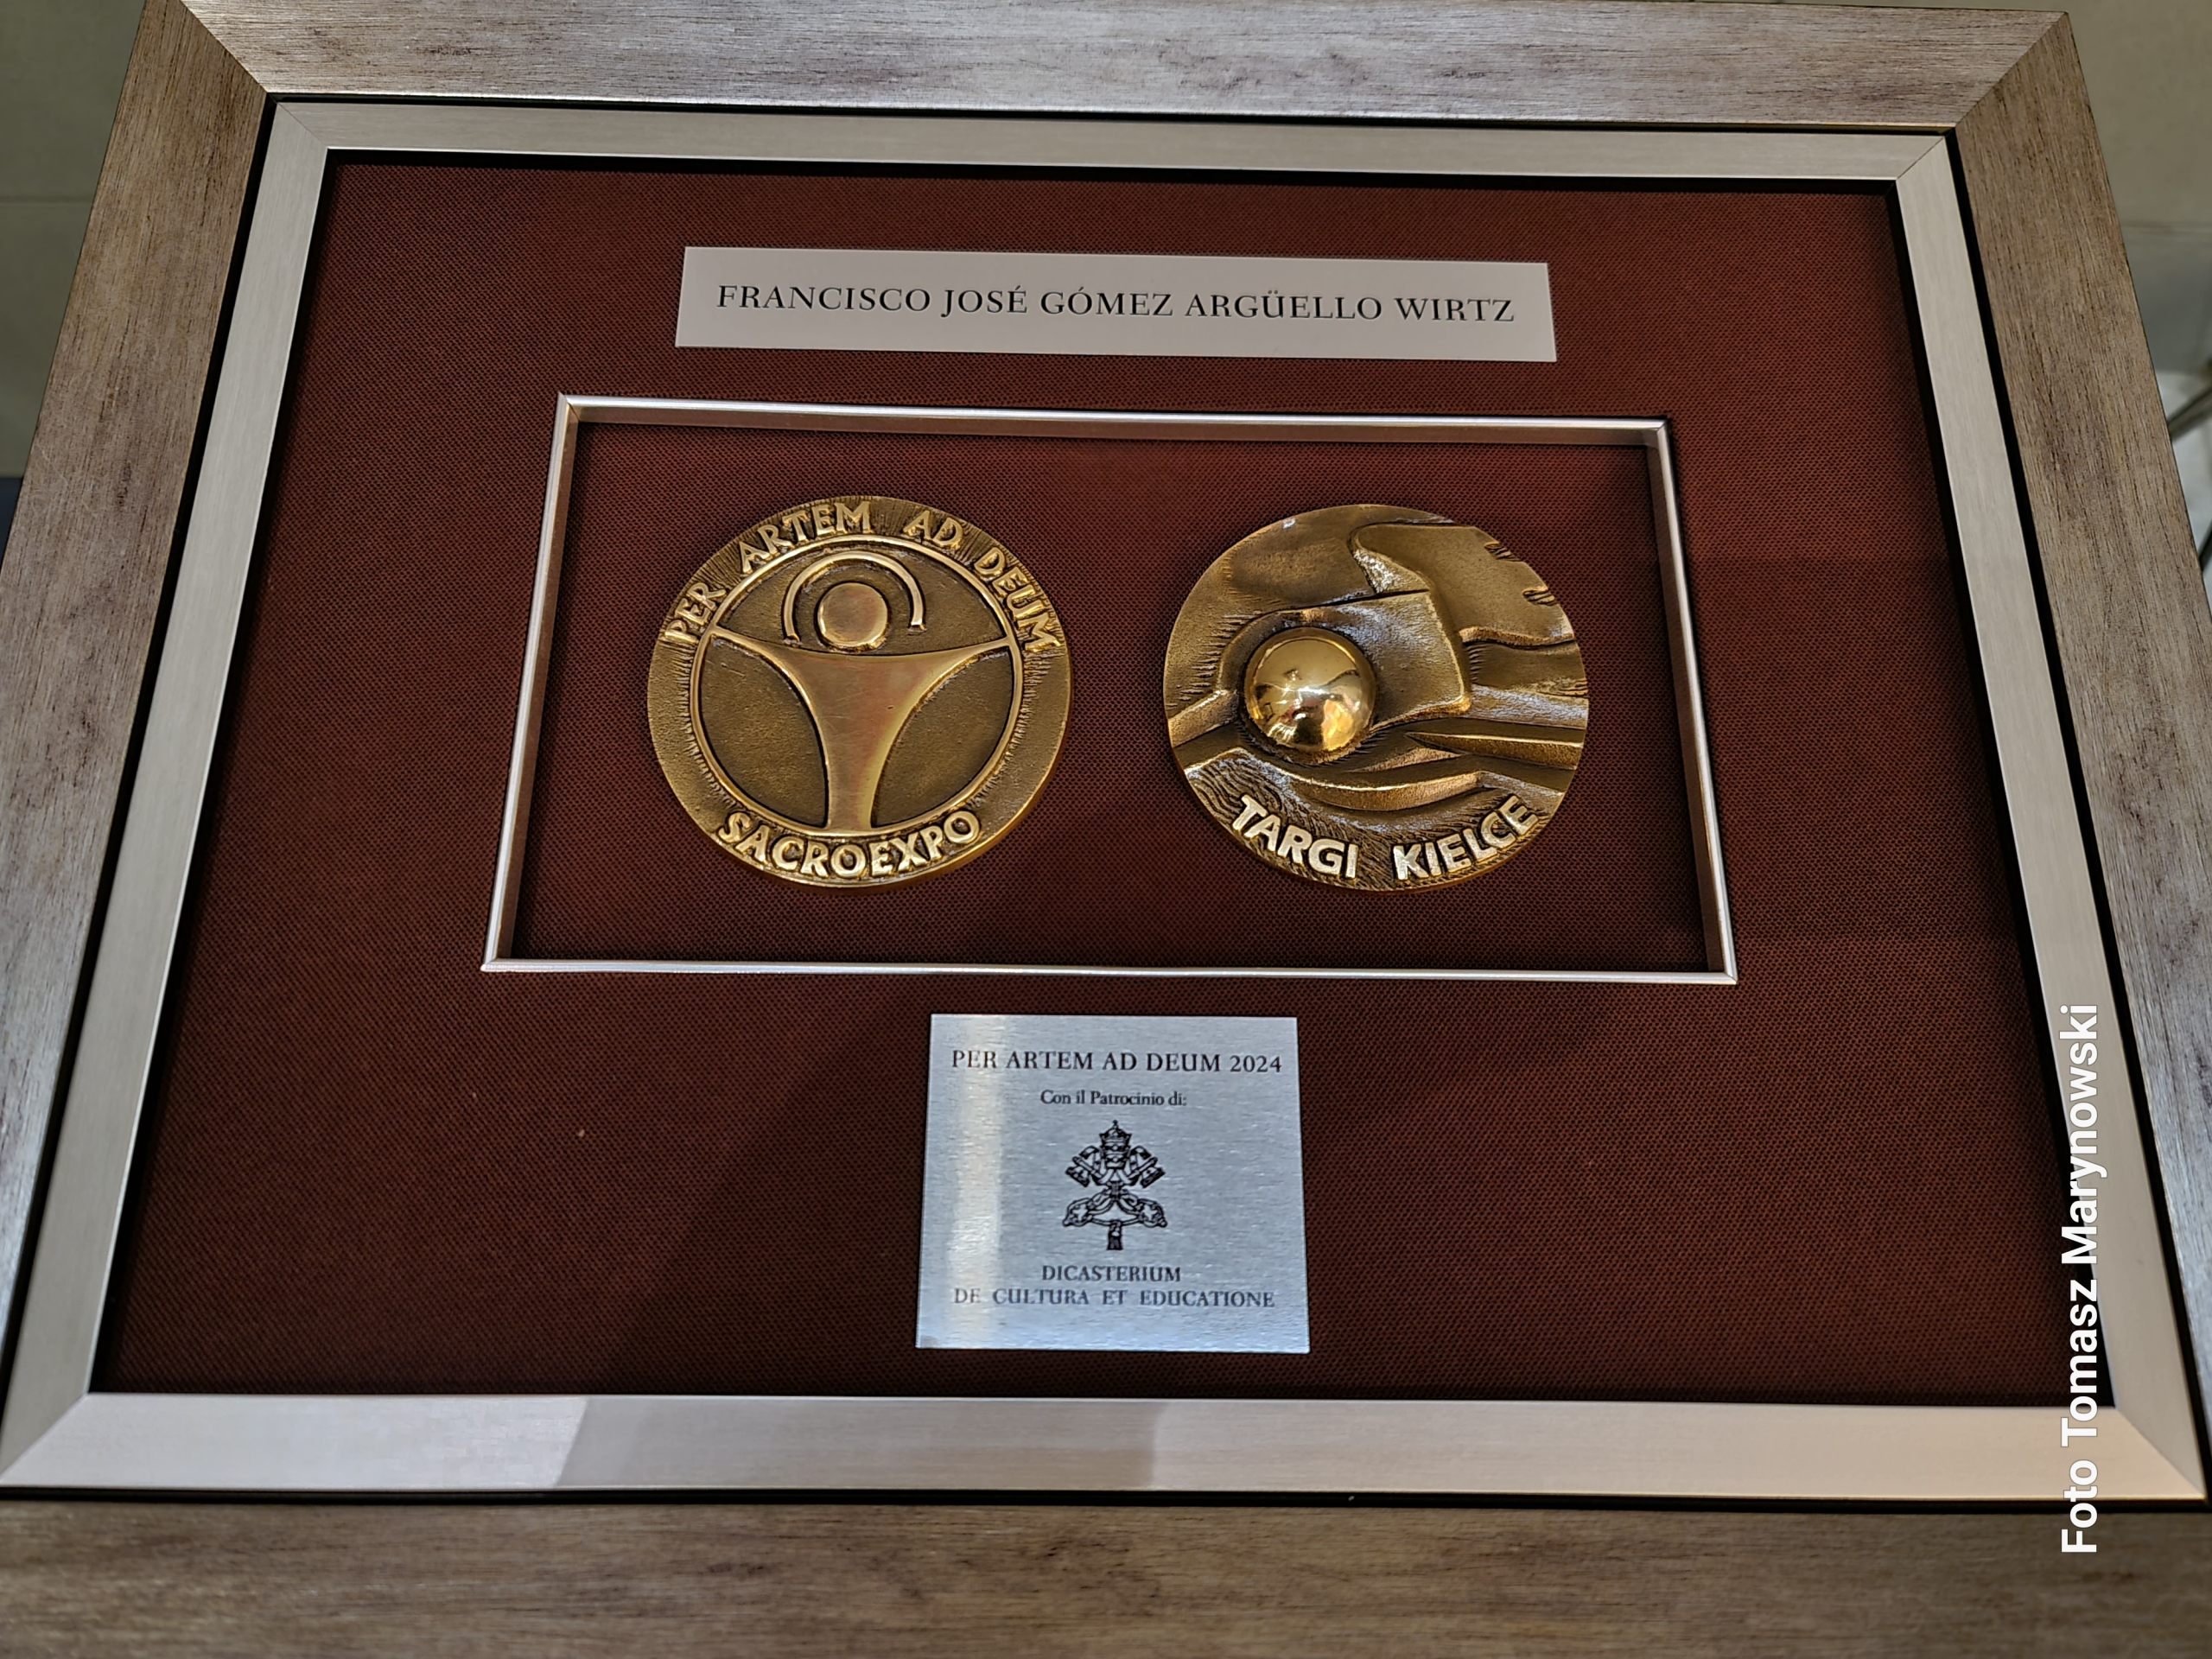 FRANCISCO JOSÉ GÓMEZ ARGÜELLO WIRTZ
PER ARTEM AD DEUM
SACROEXPO
TARGI KIELCE
PER ARTEM AD DEUM 2024
Con il Patrocinio di:
DICASTERIUM
DE CULTURA ET EDUCATIONE
Foto Tomasz Marynowski